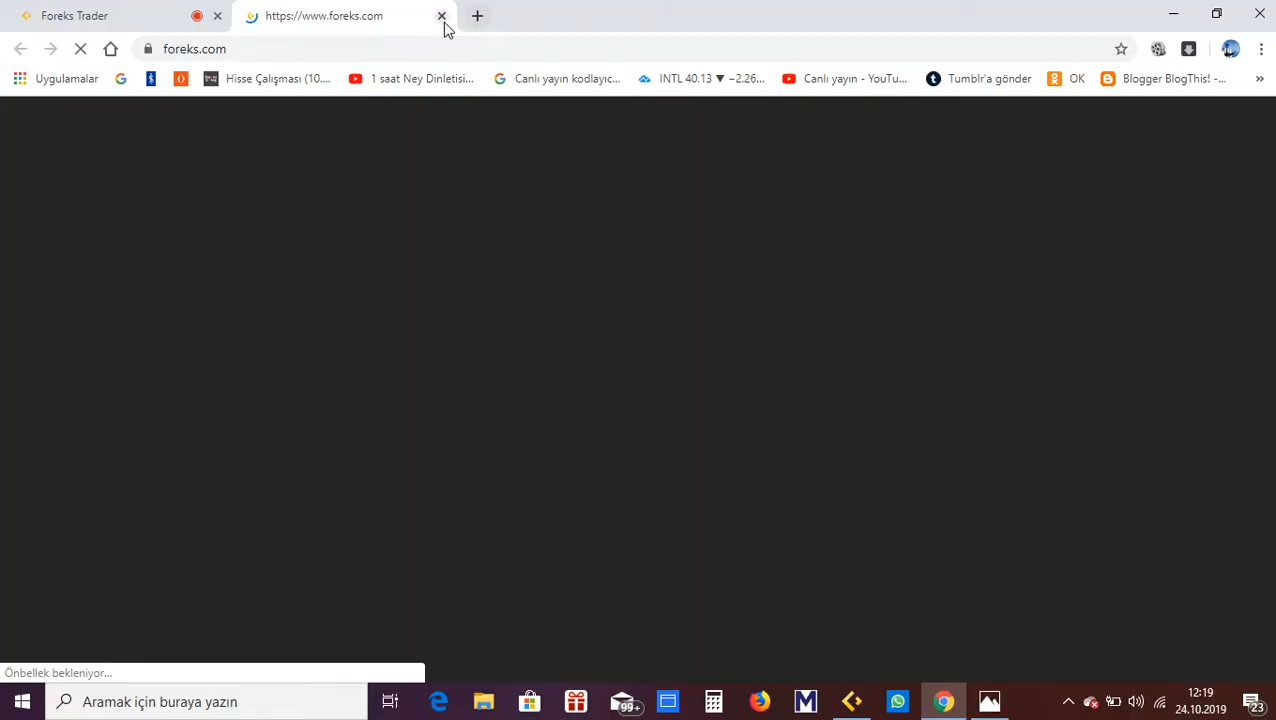 Foreks Trader
https://www.foreks.com
foreks.com
Uygulamalar
Hisse Çalışması (10....
1 saat Ney Dinletisi...
Canlı yayın kodlayıc...
INTL 40.13 ▼ −2.26...
Canlı yayın - YouTu...
Tumblr'a gönder
OK
Blogger BlogThis! -...
»
Önbellek bekleniyor...
Aramak için buraya yazın
99+
12:19
24.10.2019
23